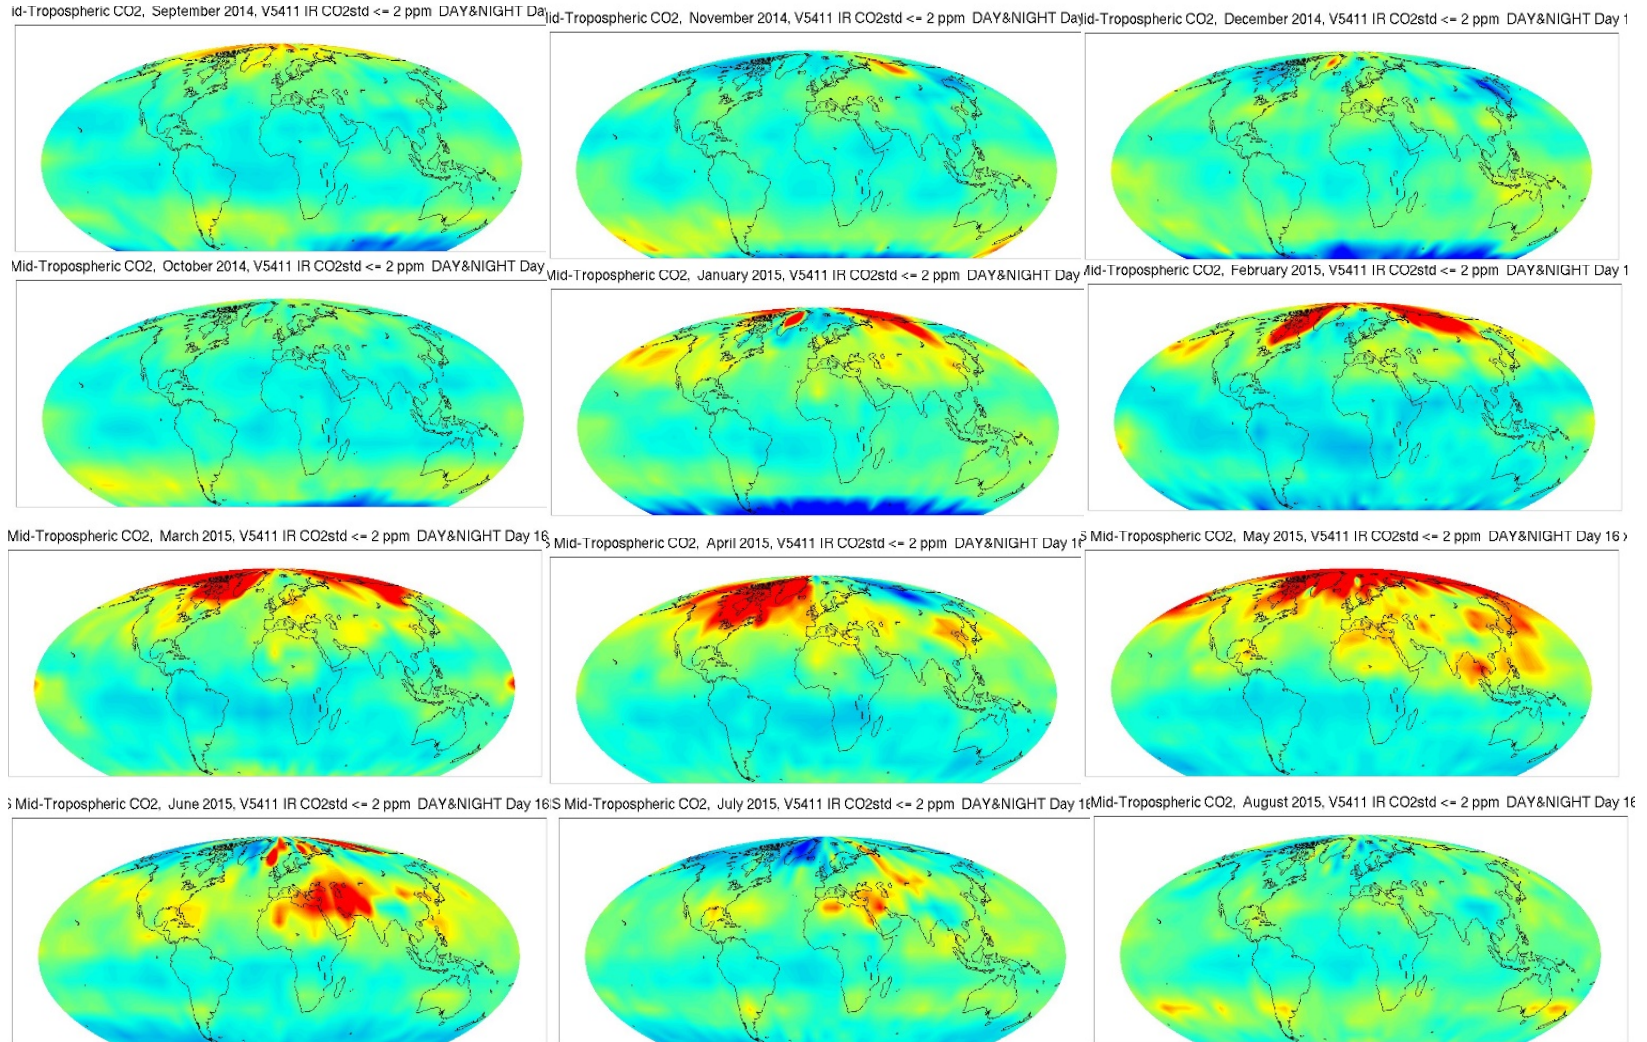 id-Tropospheric CO2, September 2014, V5411 IR CO2std <= 2 ppm DAY&NIGHT Da
lid-Tropospheric CO2, November 2014, V5411 IR CO2std <= 2 ppm DAY&NIGHT Day
lid-Tropospheric CO2, December 2014, V5411 IR CO2std <= 2 ppm DAY&NIGHT Day 1
Mid-Tropospheric CO2, October 2014, V5411 IR CO2std <= 2 ppm DAY&NIGHT Day
Mid-Tropospheric CO2, January 2015, V5411 IR CO2std <= 2 ppm DAY&NIGHT Day
Mid-Tropospheric CO2, February 2015, V5411 IR CO2std <= 2 ppm DAY&NIGHT Day 1
Mid-Tropospheric CO2, March 2015, V5411 IR CO2std <= 2 ppm DAY&NIGHT Day 16
S Mid-Tropospheric CO2, April 2015, V5411 IR CO2std <= 2 ppm DAY&NIGHT Day 16
S Mid-Tropospheric CO2, May 2015, V5411 IR CO2std <= 2 ppm DAY&NIGHT Day 16 x
S Mid-Tropospheric CO2, June 2015, V5411 IR CO2std <= 2 ppm DAY&NIGHT Day 16
S Mid-Tropospheric CO2, July 2015, V5411 IR CO2std <= 2 ppm DAY&NIGHT Day 16
Mid-Tropospheric CO2, August 2015, V5411 IR CO2std <= 2 ppm DAY&NIGHT Day 16